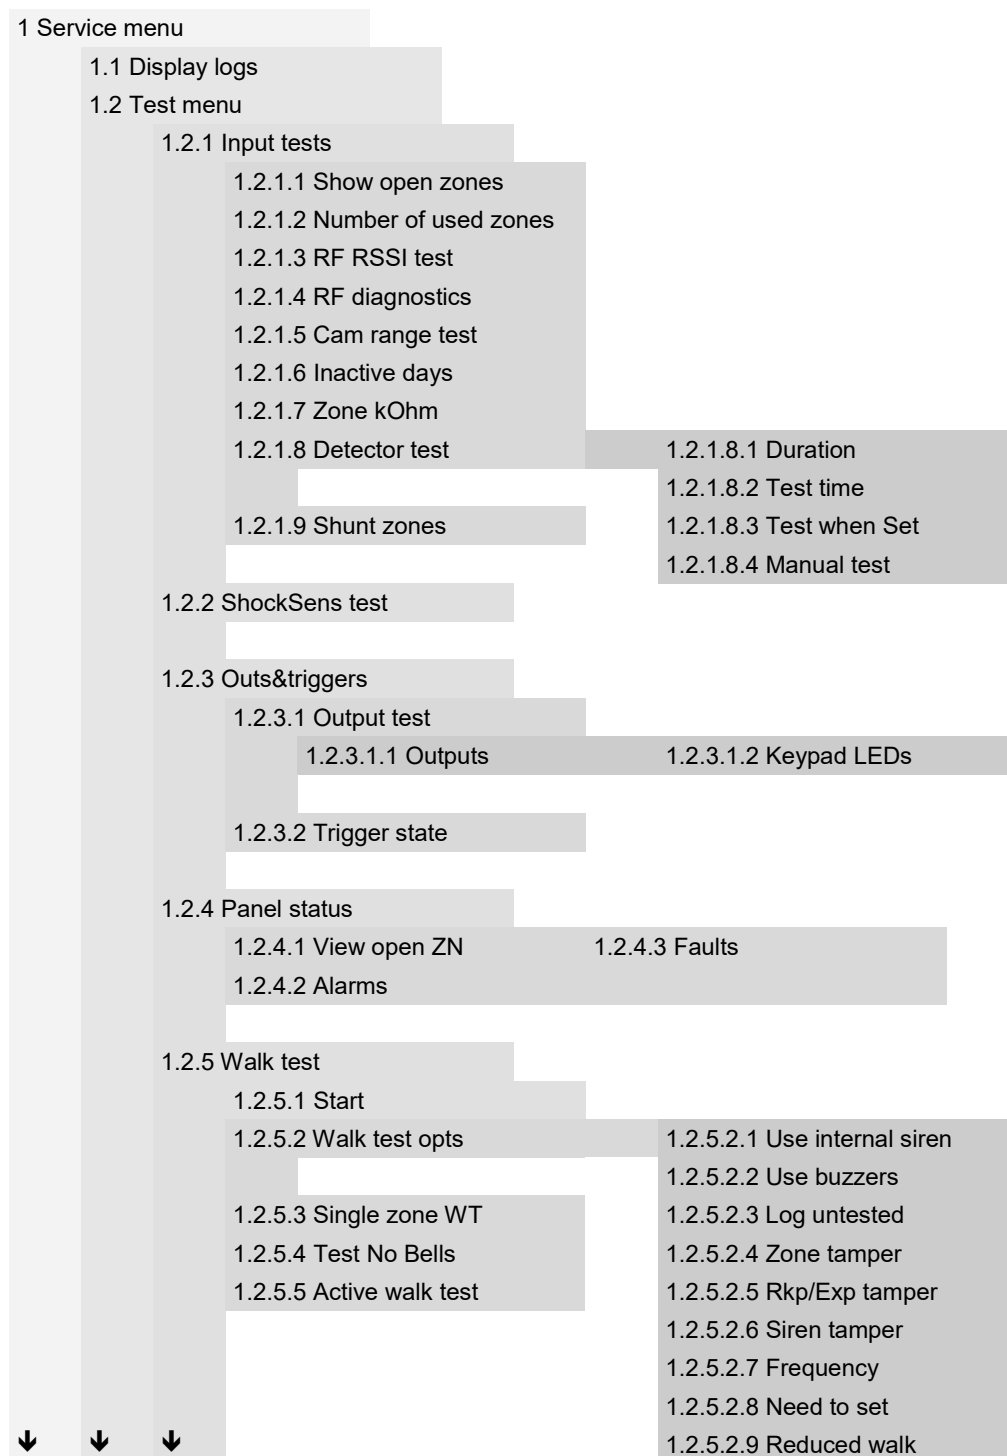 1 Service menu
1.1 Display logs
1.2 Test menu
1.2.1 Input tests
1.2.1.1 Show open zones
1.2.1.2 Number of used zones
1.2.1.3 RF RSSI test
1.2.1.4 RF diagnostics
1.2.1.5 Cam range test
1.2.1.6 Inactive days
1.2.1.7 Zone kOhm
1.2.1.8 Detector test
1.2.1.8.1 Duration
1.2.1.8.2 Test time
1.2.1.8.3 Test when Set
1.2.1.8.4 Manual test
1.2.1.9 Shunt zones
1.2.2 ShockSens test
1.2.3 Outs&triggers
1.2.3.1 Output test
1.2.3.1.1 Outputs
1.2.3.1.2 Keypad LEDs
1.2.3.2 Trigger state
1.2.4 Panel status
1.2.4.1 View open ZN
1.2.4.2 Alarms
1.2.4.3 Faults
1.2.5 Walk test
1.2.5.1 Start
1.2.5.2 Walk test opts
1.2.5.2.1 Use internal siren
1.2.5.2.2 Use buzzers
1.2.5.2.3 Log untested
1.2.5.2.4 Zone tamper
1.2.5.2.5 Rkp/Exp tamper
1.2.5.2.6 Siren tamper
1.2.5.2.7 Frequency
1.2.5.2.8 Need to set
1.2.5.2.9 Reduced walk
1.2.5.3 Single zone WT
1.2.5.4 Test No Bells
1.2.5.5 Active walk test